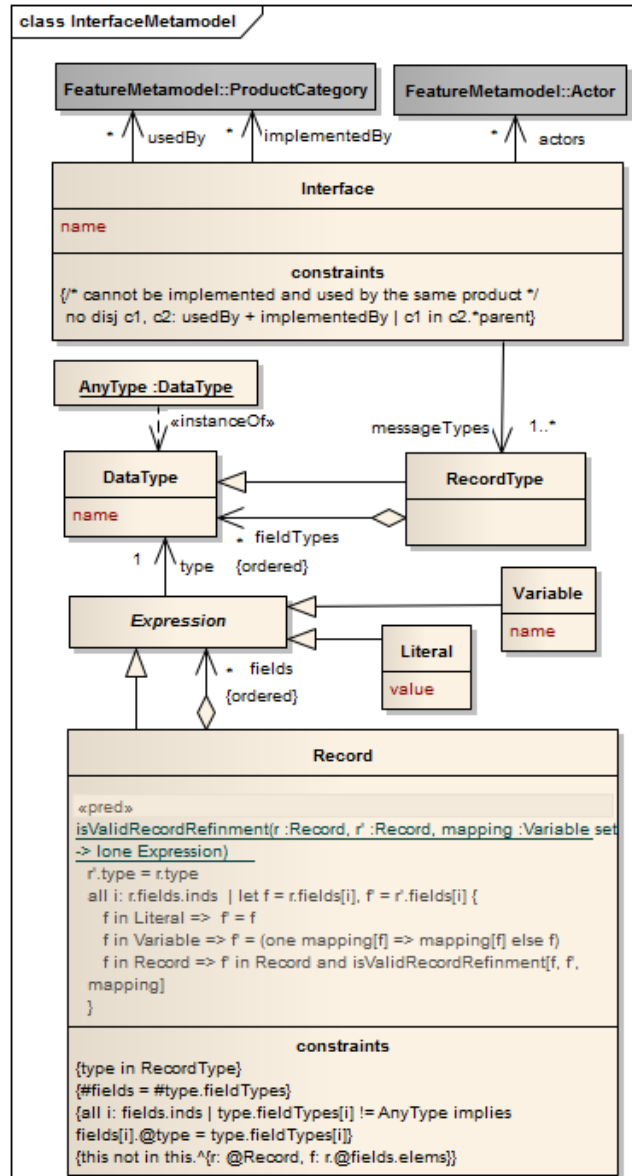 class InterfaceMetamodel
FeatureMetamodel::ProductCategory
FeatureMetamodel::Actor
* usedBy * implementedBy * actors
Interface
name
constraints
{/* cannot be implemented and used by the same product */
no disj c1, c2: usedBy + implementedBy | c1 in c2.*parent}
AnyType :DataType
«instanceOf»
messageTypes 1..*
DataType
name
RecordType
* fieldTypes
{ordered}
1 type
Expression
Variable
name
Literal
value
* fields
{ordered}
Record
«pred»
isValidRecordRefinment(r :Record, r' :Record, mapping :Variable set
-> lone Expression)
r'.type = r.type
all i: r.fields.inds | let f = r.fields[i], f' = r'.fields[i] {
f in Literal => f' = f
f in Variable => f' = (one mapping[f] => mapping[f] else f)
f in Record => f' in Record and isValidRecordRefinment[f, f',
mapping]
}
constraints
{type in RecordType}
{#fields = #type.fieldTypes}
{all i: fields.inds | type.fieldTypes[i] != AnyType implies
fields[i].@type = type.fieldTypes[i]}
{this not in this.^{r: @Record, f: r.@fields.elems}}